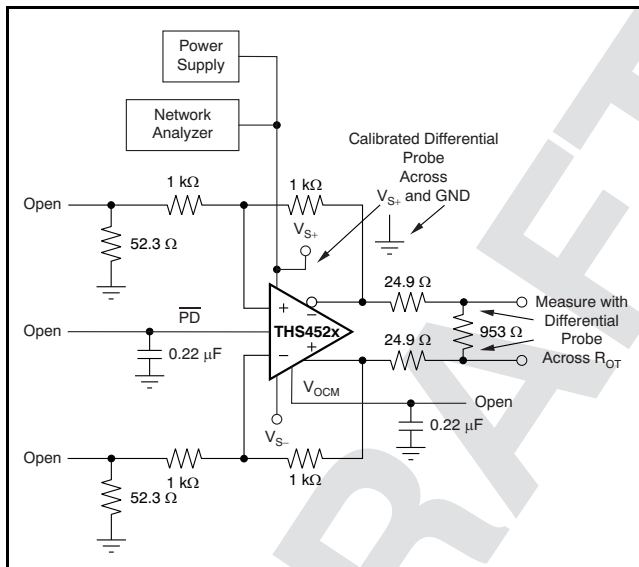 Power
Supply
Network
Analyzer
Calibrated Differential
Probe
Across
V_S+ and GND
1 kΩ
1 kΩ
Open
V_S+
52.3 Ω
24.9 Ω
Measure with
Differential
Probe
Across R_OT
+
−
THS452x
−
+
PD
Open
0.22 µF
24.9 Ω
953 Ω
V_OCM
Open
0.22 µF
V_S−
Open
1 kΩ
1 kΩ
52.3 Ω
DRAFT